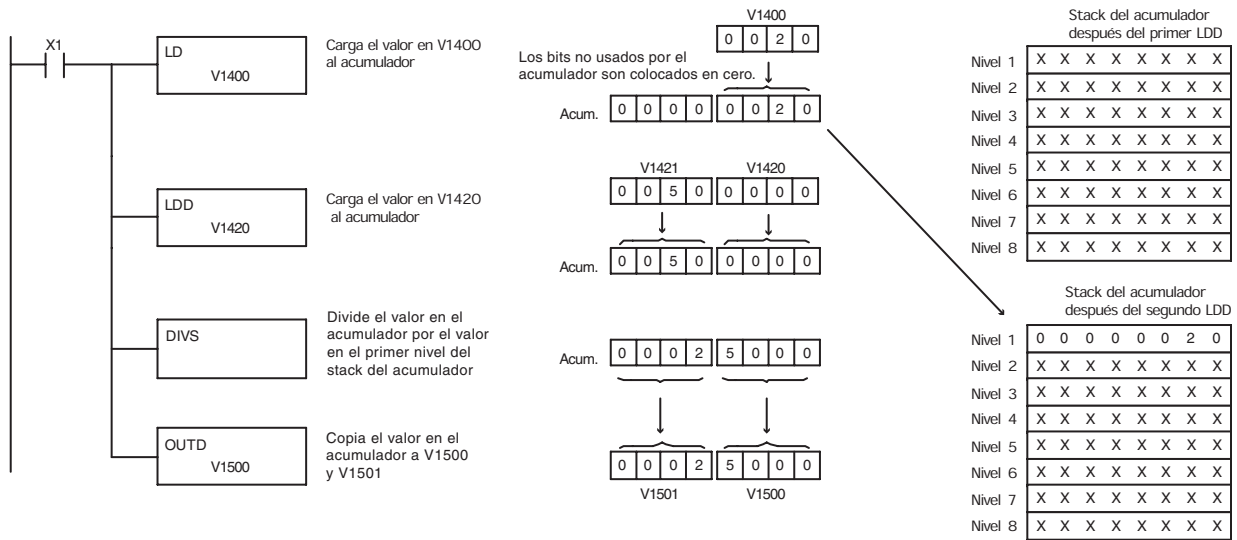 X1
LD
V1400
Carga el valor en V1400
al acumulador
LDD
V1420
Carga el valor en V1420
al acumulador
DIVS
Divide el valor en el
acumulador por el valor
en el primer nivel del
stack del acumulador
OUTD
V1500
Copia el valor en el
acumulador a V1500
y V1501
V1400
0 0 2 0
Los bits no usados por el
acumulador son colocados en cero.
Acum. 0 0 0 0 0 0 2 0
V1421 V1420
0 0 5 0 0 0 0 0
Acum. 0 0 5 0 0 0 0 0
Acum. 0 0 0 2 5 0 0 0
0 0 0 2 5 0 0 0
V1501 V1500
Stack del acumulador
después del primer LDD
Nivel 1 X X X X X X X X
Nivel 2 X X X X X X X X
Nivel 3 X X X X X X X X
Nivel 4 X X X X X X X X
Nivel 5 X X X X X X X X
Nivel 6 X X X X X X X X
Nivel 7 X X X X X X X X
Nivel 8 X X X X X X X X
Stack del acumulador
después del segundo LDD
Nivel 1 0 0 0 0 0 0 2 0
Nivel 2 X X X X X X X X
Nivel 3 X X X X X X X X
Nivel 4 X X X X X X X X
Nivel 5 X X X X X X X X
Nivel 6 X X X X X X X X
Nivel 7 X X X X X X X X
Nivel 8 X X X X X X X X